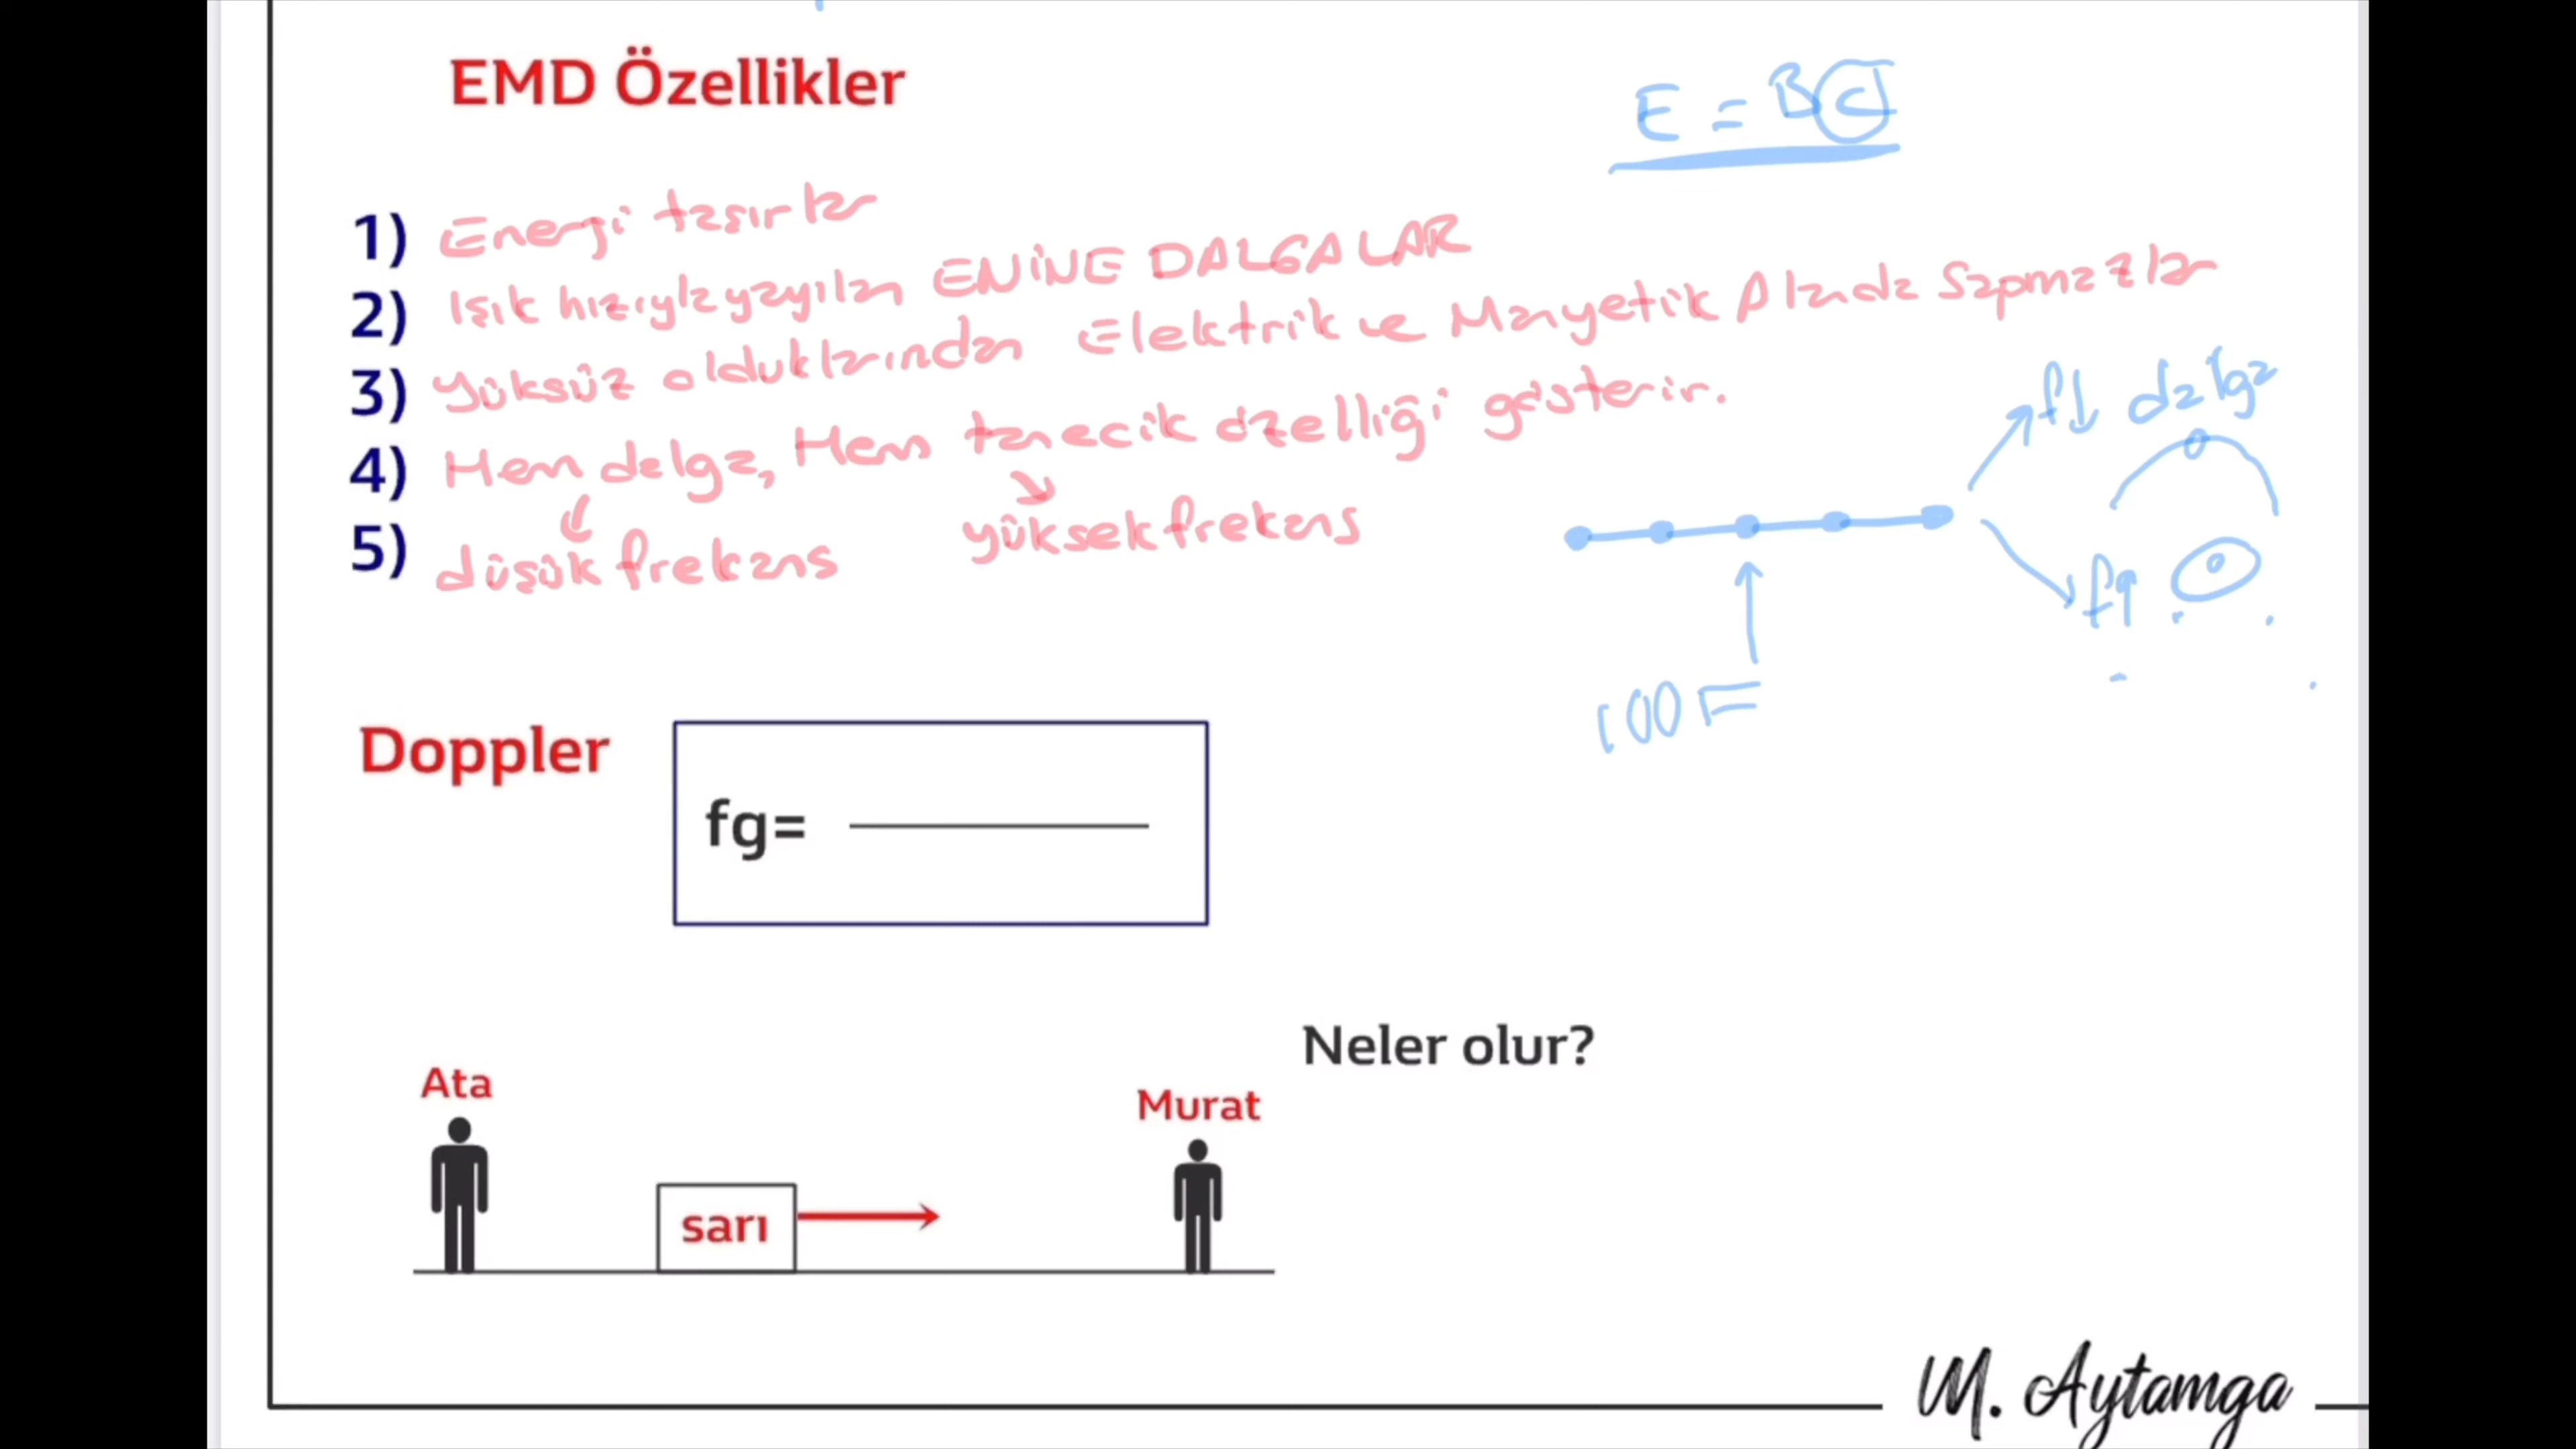 EMD Özellikler
E = BC
1) Energi taşırlar
2) Işık hızıyla yayılan ENİNE DALGALAR
3) yüksüz olduklarından Elektrik ve Manyetik Alanda Sapmazlar
4) Hem dalga, Hem tanecik özelliği gösterir.
5) düşük frekans yüksek frekans
f↓ dalga
f↑
100
Doppler
fg=
Neler olur?
Ata
Murat
sarı
M. Aytamga